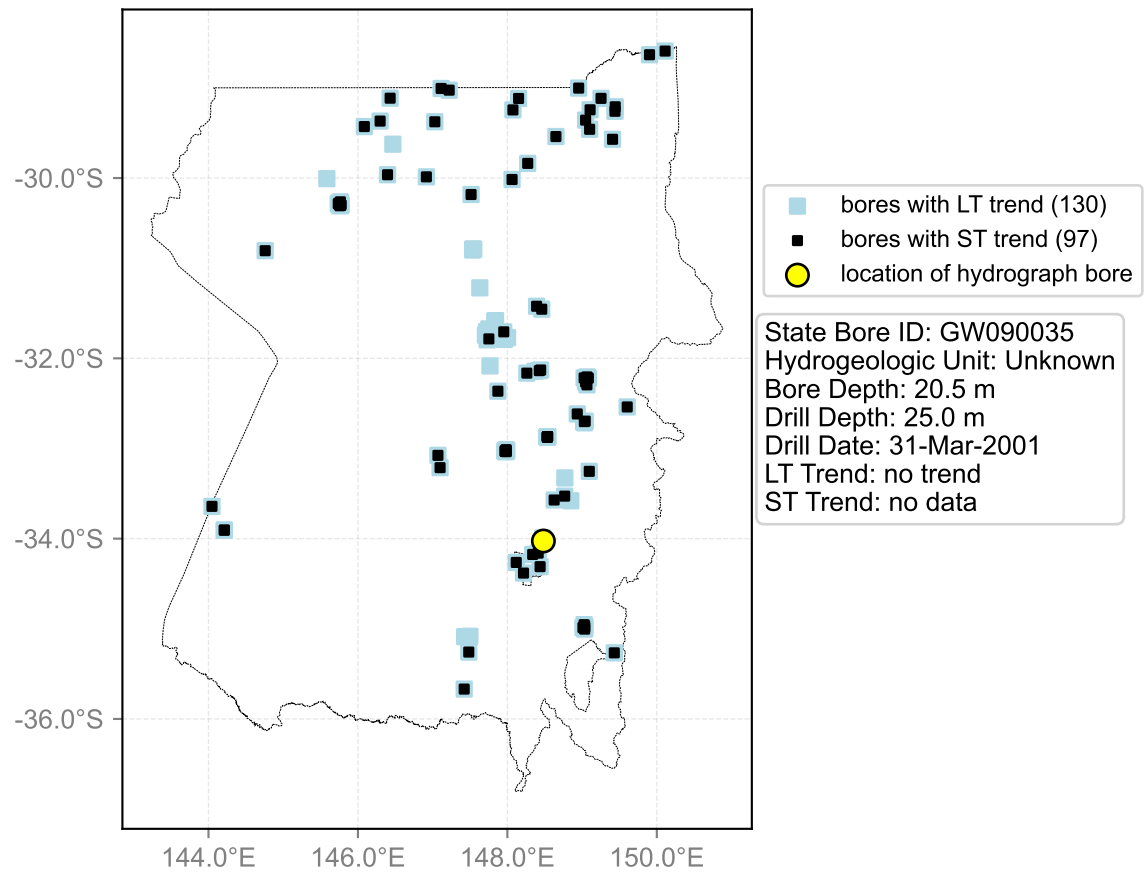 -30.0°S
-32.0°S
-34.0°S
-36.0°S
144.0°E 146.0°E 148.0°E 150.0°E
bores with LT trend (130)
bores with ST trend (97)
location of hydrograph bore
State Bore ID: GW090035
Hydrogeologic Unit: Unknown
Bore Depth: 20.5 m
Drill Depth: 25.0 m
Drill Date: 31-Mar-2001
LT Trend: no trend
ST Trend: no data